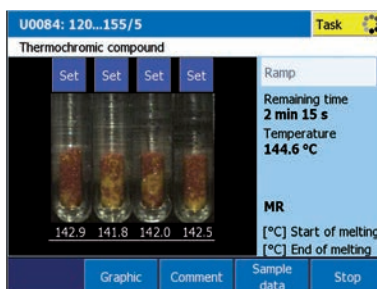 U0084: 120...155/5
Task
Thermochromic compound
Set Set Set Set
Ramp
Remaining time
2 min 15 s
Temperature
144.6 °C
142.9 141.8 142.0 142.5
MR
[°C] Start of melting
[°C] End of melting
Graphic
Comment
Sample
data
Stop